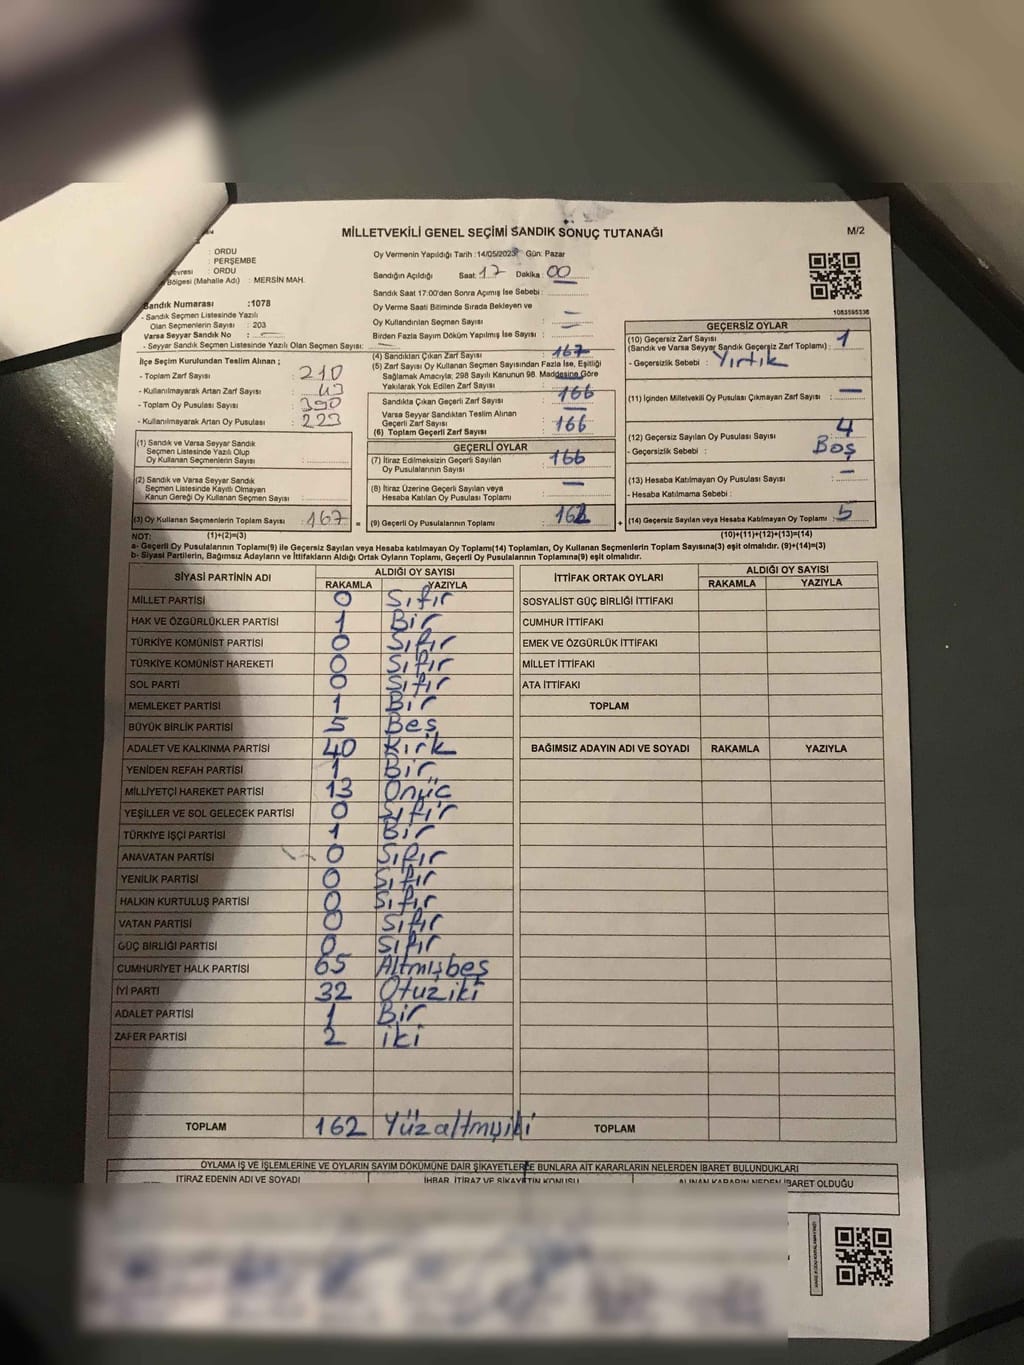 MİLLETVEKİLİ GENEL SEÇİMİ SANDIK SONUÇ TUTANAĞI
M/2
: ORDU
: PERŞEMBE
: ORDU
Bölgesi (Mahalle Adı) : MERSİN MAH.
Sandık Numarası :1078
- Sandık Seçmen Listesinde Yazılı
Olan Seçmenlerin Sayısı : 203
Varsa Seyyar Sandık No : —
- Seyyar Sandık Seçmen Listesinde Yazılı Olan Seçmen Sayısı: —
Oy Vermenin Yapıldığı Tarih :14/05/2023 Gün: Pazar
Sandığın Açıldığı Saat: 17 Dakika : 00
Sandık Saat 17:00'den Sonra Açılmış İse Sebebi :
Oy Verme Saati Bitiminde Sırada Bekleyen ve
Oy Kullandırılan Seçmen Sayısı : —
Birden Fazla Sayım Döküm Yapılmış İse Sayısı : —
1083595336
İlçe Seçim Kurulundan Teslim Alınan ;
- Toplam Zarf Sayısı : 210
- Kullanılmayarak Artan Zarf Sayısı : 43
- Toplam Oy Pusulası Sayısı : 390
- Kullanılmayarak Artan Oy Pusulası : 223
(1) Sandık ve Varsa Seyyar Sandık
Seçmen Listesinde Yazılı Olup
Oy Kullanan Seçmenlerin Sayısı :
(2) Sandık ve Varsa Seyyar Sandık
Seçmen Listesinde Kayıtlı Olmayan
Kanun Gereği Oy Kullanan Seçmen Sayısı :
(3) Oy Kullanan Seçmenlerin Toplam Sayısı : 167 =
(4) Sandıktan Çıkan Zarf Sayısı : 167
(5) Zarf Sayısı Oy Kullanan Seçmen Sayısından Fazla İse, Eşitliği
Sağlamak Amacıyla; 298 Sayılı Kanunun 98. Maddesine Göre
Yakılarak Yok Edilen Zarf Sayısı : —
Sandıkta Çıkan Geçerli Zarf Sayısı : 166
Varsa Seyyar Sandıktan Teslim Alınan
Geçerli Zarf Sayısı : —
(6) Toplam Geçerli Zarf Sayısı : 166
GEÇERLİ OYLAR
(7) İtiraz Edilmeksizin Geçerli Sayılan
Oy Pusulalarının Sayısı : 166
(8) İtiraz Üzerine Geçerli Sayılan veya
Hesaba Katılan Oy Pusulası Toplamı : —
(9) Geçerli Oy Pusulalarının Toplamı : 162 +
GEÇERSİZ OYLAR
(10) Geçersiz Zarf Sayısı
(Sandık ve Varsa Seyyar Sandık Geçersiz Zarf Toplamı) : 1
- Geçersizlik Sebebi : Yırtık
(11) İçinden Milletvekili Oy Pusulası Çıkmayan Zarf Sayısı : —
(12) Geçersiz Sayılan Oy Pusulası Sayısı : 4
- Geçersizlik Sebebi : Boş
(13) Hesaba Katılmayan Oy Pusulası Sayısı : —
- Hesaba Katılmama Sebebi :
(14) Geçersiz Sayılan veya Hesaba Katılmayan Oy Toplamı : 5
NOT: (1)+(2)=(3) (10)+(11)+(12)+(13)=(14)
a- Geçerli Oy Pusulalarının Toplamı(9) ile Geçersiz Sayılan veya Hesaba katılmayan Oy Toplamı(14) Toplamları, Oy Kullanan Seçmenlerin Toplam Sayısına(3) eşit olmalıdır. (9)+(14)=(3)
b- Siyasi Partilerin, Bağımsız Adayların ve İttifakların Aldığı Oy Ortak Oyların Toplamı, Geçerli Oy Pusulalarının Toplamına(9) eşit olmalıdır.
SİYASİ PARTİNİN ADI ALDIĞI OY SAYISI
RAKAMLA YAZIYLA
MİLLET PARTİSİ 0 Sıfır
HAK VE ÖZGÜRLÜKLER PARTİSİ 1 Bir
TÜRKİYE KOMÜNİST PARTİSİ 0 Sıfır
TÜRKİYE KOMÜNİST HAREKETİ 0 Sıfır
SOL PARTİ 0 Sıfır
MEMLEKET PARTİSİ 1 Bir
BÜYÜK BİRLİK PARTİSİ 5 Beş
ADALET VE KALKINMA PARTİSİ 40 Kırk
YENİDEN REFAH PARTİSİ 1 Bir
MİLLİYETÇİ HAREKET PARTİSİ 13 Onüç
YEŞİLLER VE SOL GELECEK PARTİSİ 0 Sıfır
TÜRKİYE İŞÇİ PARTİSİ 1 Bir
ANAVATAN PARTİSİ 0 Sıfır
YENİLİK PARTİSİ 0 Sıfır
HALKIN KURTULUŞ PARTİSİ 0 Sıfır
VATAN PARTİSİ 0 Sıfır
GÜÇ BİRLİĞİ PARTİSİ 0 Sıfır
CUMHURİYET HALK PARTİSİ 65 Altmışbeş
İYİ PARTİ 32 Otuziki
ADALET PARTİSİ 1 Bir
ZAFER PARTİSİ 2 iki
TOPLAM 162 Yüzaltmışiki
İTTİFAK ORTAK OYLARI ALDIĞI OY SAYISI
RAKAMLA YAZIYLA
SOSYALİST GÜÇ BİRLİĞİ İTTİFAKI
CUMHUR İTTİFAKI
EMEK VE ÖZGÜRLÜK İTTİFAKI
MİLLET İTTİFAKI
ATA İTTİFAKI
TOPLAM
BAĞIMSIZ ADAYIN ADI VE SOYADI RAKAMLA YAZIYLA
TOPLAM
OYLAMA İŞ VE İŞLEMLERİNE VE OYLARIN SAYIM DÖKÜMÜNE DAİR ŞİKAYETLERLE BUNLARA AİT KARARLARIN NELERDEN İBARET BULUNDUKLARI
İTİRAZ EDENİN ADI VE SOYADI İHBAR, İTİRAZ VE ŞİKAYETİN KONUSU ALINAN KARARIN NEDEN İBARET OLDUĞU